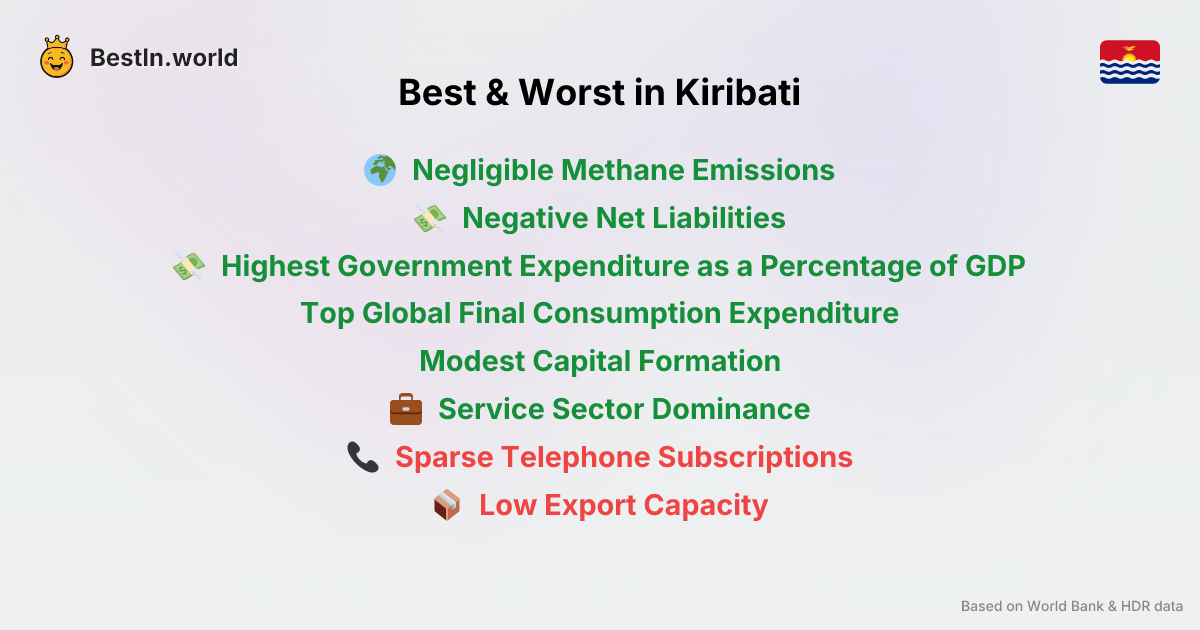 BestIn.world
Best & Worst in Kiribati
Negligible Methane Emissions
Negative Net Liabilities
Highest Government Expenditure as a Percentage of GDP
Top Global Final Consumption Expenditure
Modest Capital Formation
Service Sector Dominance
Sparse Telephone Subscriptions
Low Export Capacity
Based on World Bank & HDR data